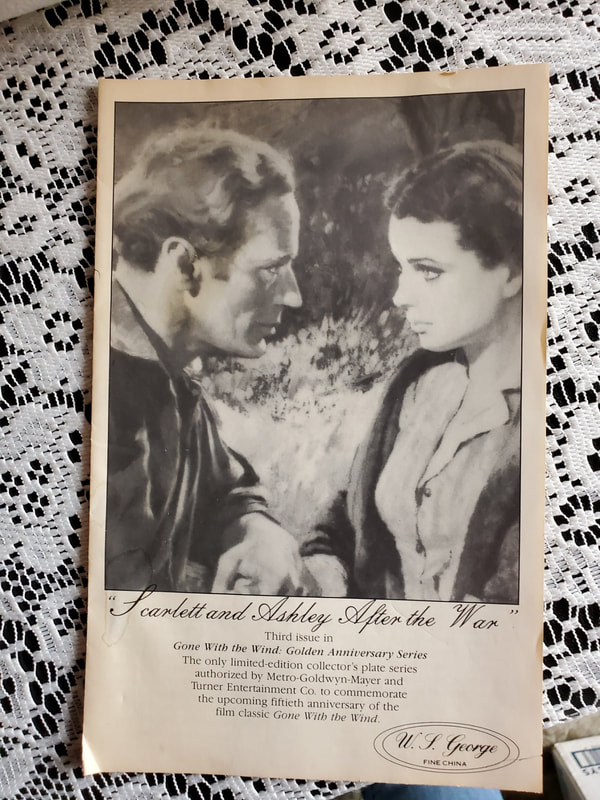 "Scarlett and Ashley After the War"
Third issue in
Gone With the Wind: Golden Anniversary Series
The only limited-edition collector's plate series
authorized by Metro-Goldwyn-Mayer and
Turner Entertainment Co. to commemorate
the upcoming fiftieth anniversary of the
film classic Gone With the Wind.
W. S. George
FINE CHINA